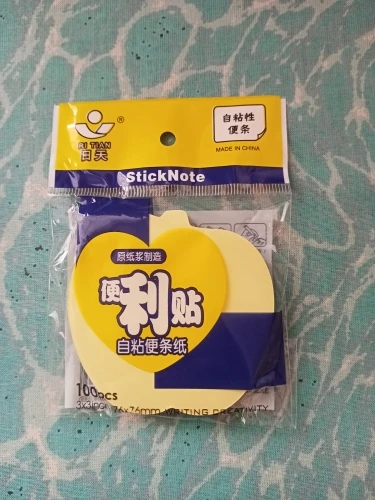 ®
RI TIAN
日天
自粘性
便条
MADE IN CHINA
StickNote
原纸浆制造
便利贴
自粘便条纸
100pcs
76x76mm WRITING CREATIVITY